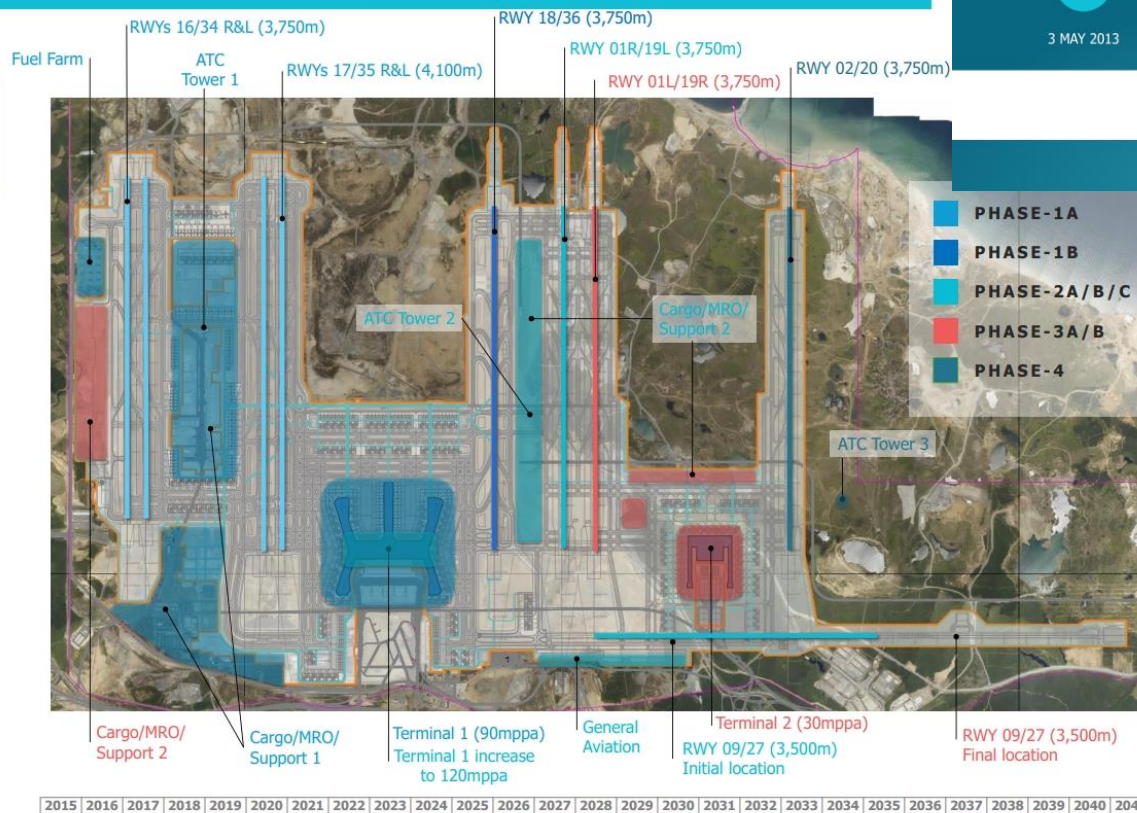 3 MAY 2013
RWYs 16/34 R&L (3,750m)
RWY 18/36 (3,750m)
Fuel Farm
ATC
Tower 1
RWYs 17/35 R&L (4,100m)
RWY 01R/19L (3,750m)
RWY 01L/19R (3,750m)
RWY 02/20 (3,750m)
PHASE-1A
PHASE-1B
PHASE-2A/B/C
PHASE-3A/B
PHASE-4
ATC Tower 2
Cargo/MRO/
Support 2
ATC Tower 3
Cargo/MRO/
Support 2
Cargo/MRO/
Support 1
Terminal 1 (90mppa)
Terminal 1 increase
to 120mppa
General
Aviation
Terminal 2 (30mppa)
RWY 09/27 (3,500m)
Initial location
RWY 09/27 (3,500m)
Final location
2015 2016 2017 2018 2019 2020 2021 2022 2023 2024 2025 2026 2027 2028 2029 2030 2031 2032 2033 2034 2035 2036 2037 2038 2039 2040